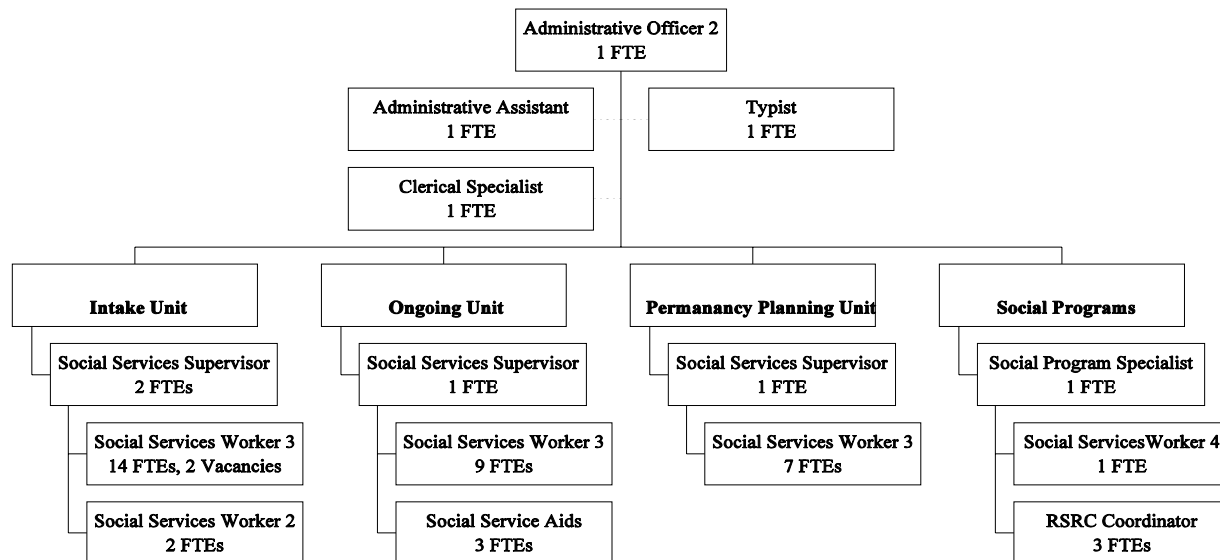 Administrative Officer 2
1 FTE
Administrative Assistant
1 FTE
Typist
1 FTE
Clerical Specialist
1 FTE
Intake Unit
Social Services Supervisor
2 FTEs
Social Services Worker 3
14 FTEs, 2 Vacancies
Social Services Worker 2
2 FTEs
Ongoing Unit
Social Services Supervisor
1 FTE
Social Services Worker 3
9 FTEs
Social Service Aids
3 FTEs
Permanancy Planning Unit
Social Services Supervisor
1 FTE
Social Services Worker 3
7 FTEs
Social Programs
Social Program Specialist
1 FTE
Social ServicesWorker 4
1 FTE
RSRC Coordinator
3 FTEs